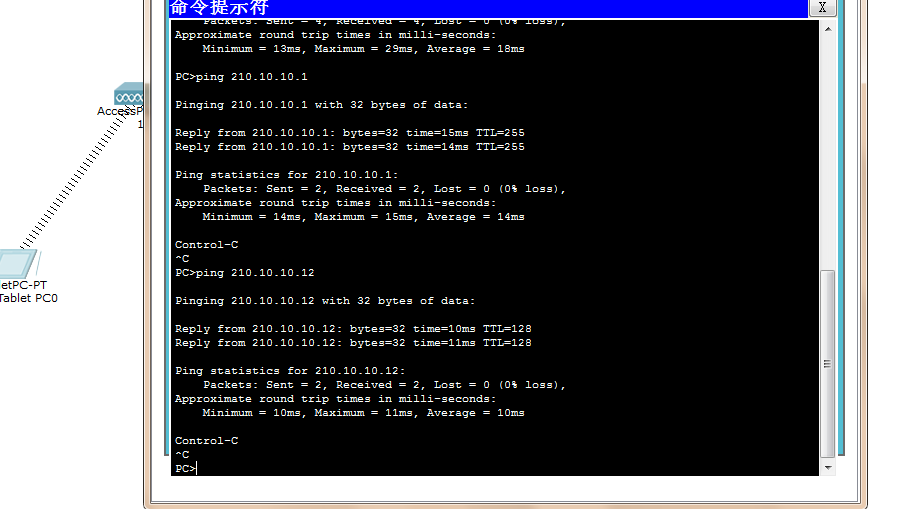 命令提示符
X
Packets: Sent = 4, Received = 4, Lost = 0 (0% loss),
Approximate round trip times in milli-seconds:
Minimum = 13ms, Maximum = 29ms, Average = 18ms
PC>ping 210.10.10.1
Pinging 210.10.10.1 with 32 bytes of data:
Reply from 210.10.10.1: bytes=32 time=15ms TTL=255
Reply from 210.10.10.1: bytes=32 time=14ms TTL=255
Ping statistics for 210.10.10.1:
Packets: Sent = 2, Received = 2, Lost = 0 (0% loss),
Approximate round trip times in milli-seconds:
Minimum = 14ms, Maximum = 15ms, Average = 14ms
Control-C
^C
PC>ping 210.10.10.12
Pinging 210.10.10.12 with 32 bytes of data:
Reply from 210.10.10.12: bytes=32 time=10ms TTL=128
Reply from 210.10.10.12: bytes=32 time=11ms TTL=128
Ping statistics for 210.10.10.12:
Packets: Sent = 2, Received = 2, Lost = 0 (0% loss),
Approximate round trip times in milli-seconds:
Minimum = 10ms, Maximum = 11ms, Average = 10ms
Control-C
^C
PC>
AccessP
1
letPC-PT
Tablet PC0